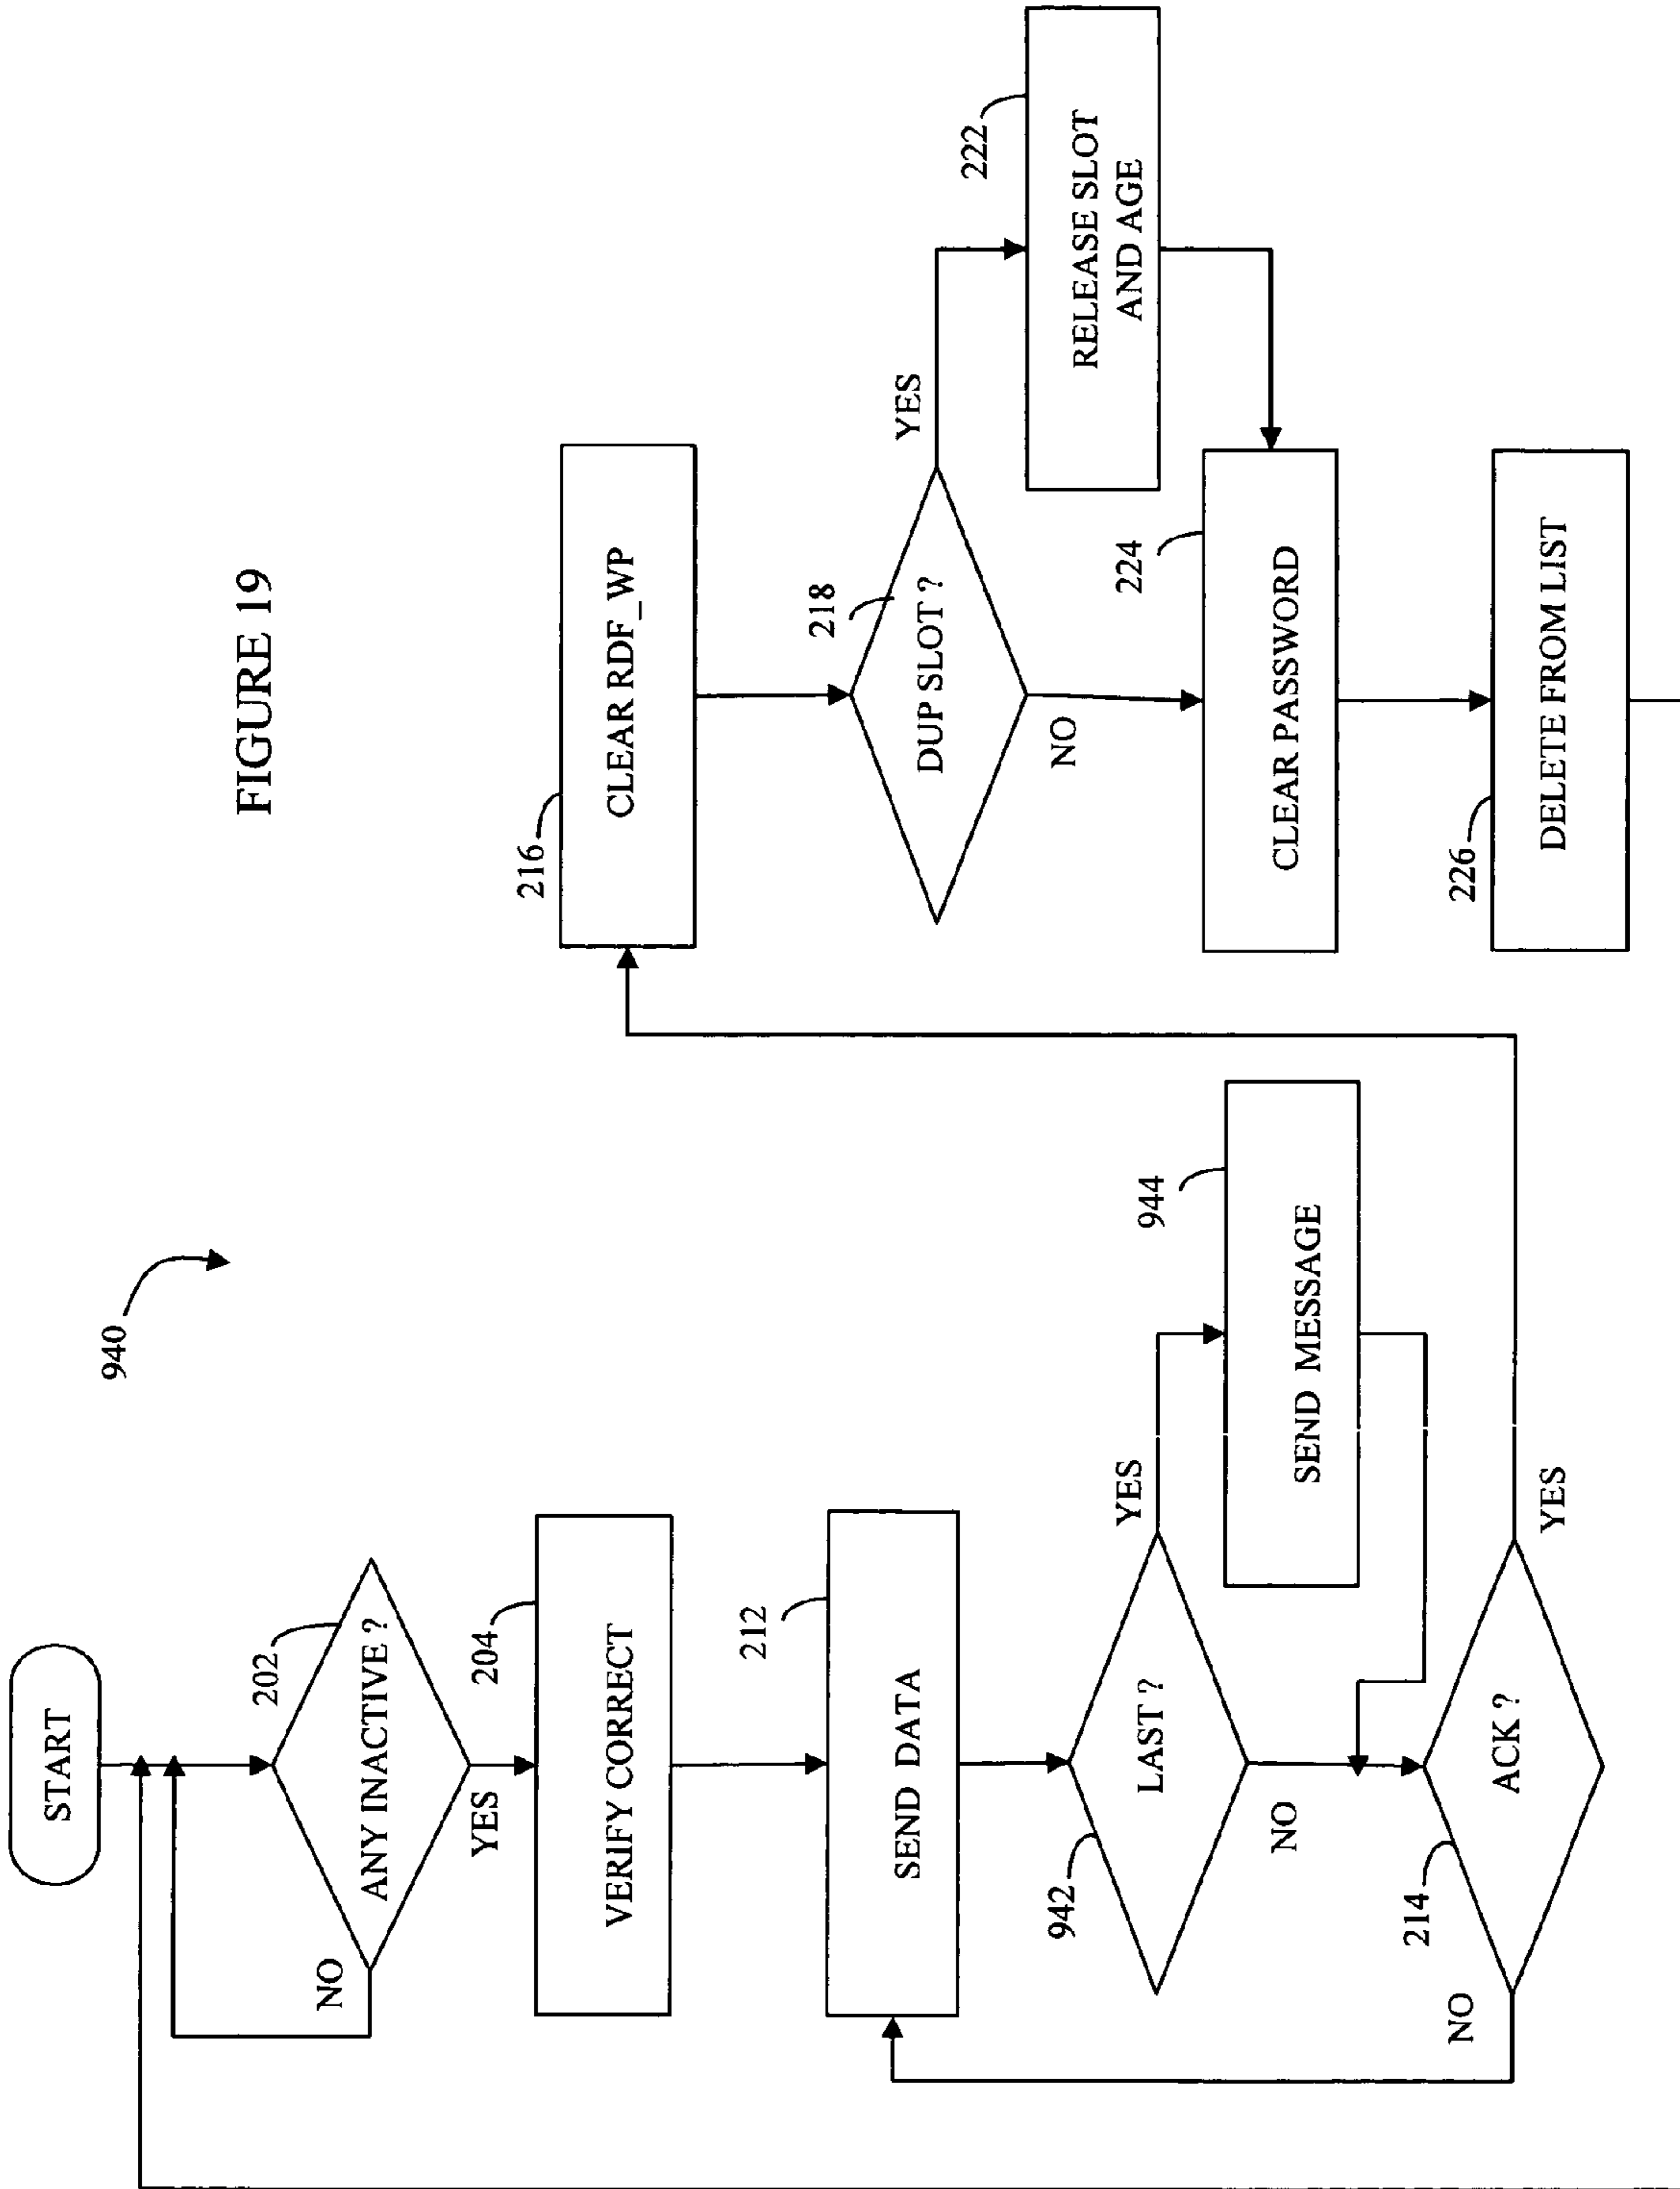 FIGURE 19
940
START
202
ANY INACTIVE ?
NO
YES
204
VERIFY CORRECT
212
SEND DATA
942
LAST ?
YES
NO
944
SEND MESSAGE
214
ACK ?
NO
YES
216
CLEAR RDF_WP
218
DUP SLOT ?
YES
NO
222
RELEASE SLOT
AND AGE
224
CLEAR PASSWORD
226
DELETE FROM LIST